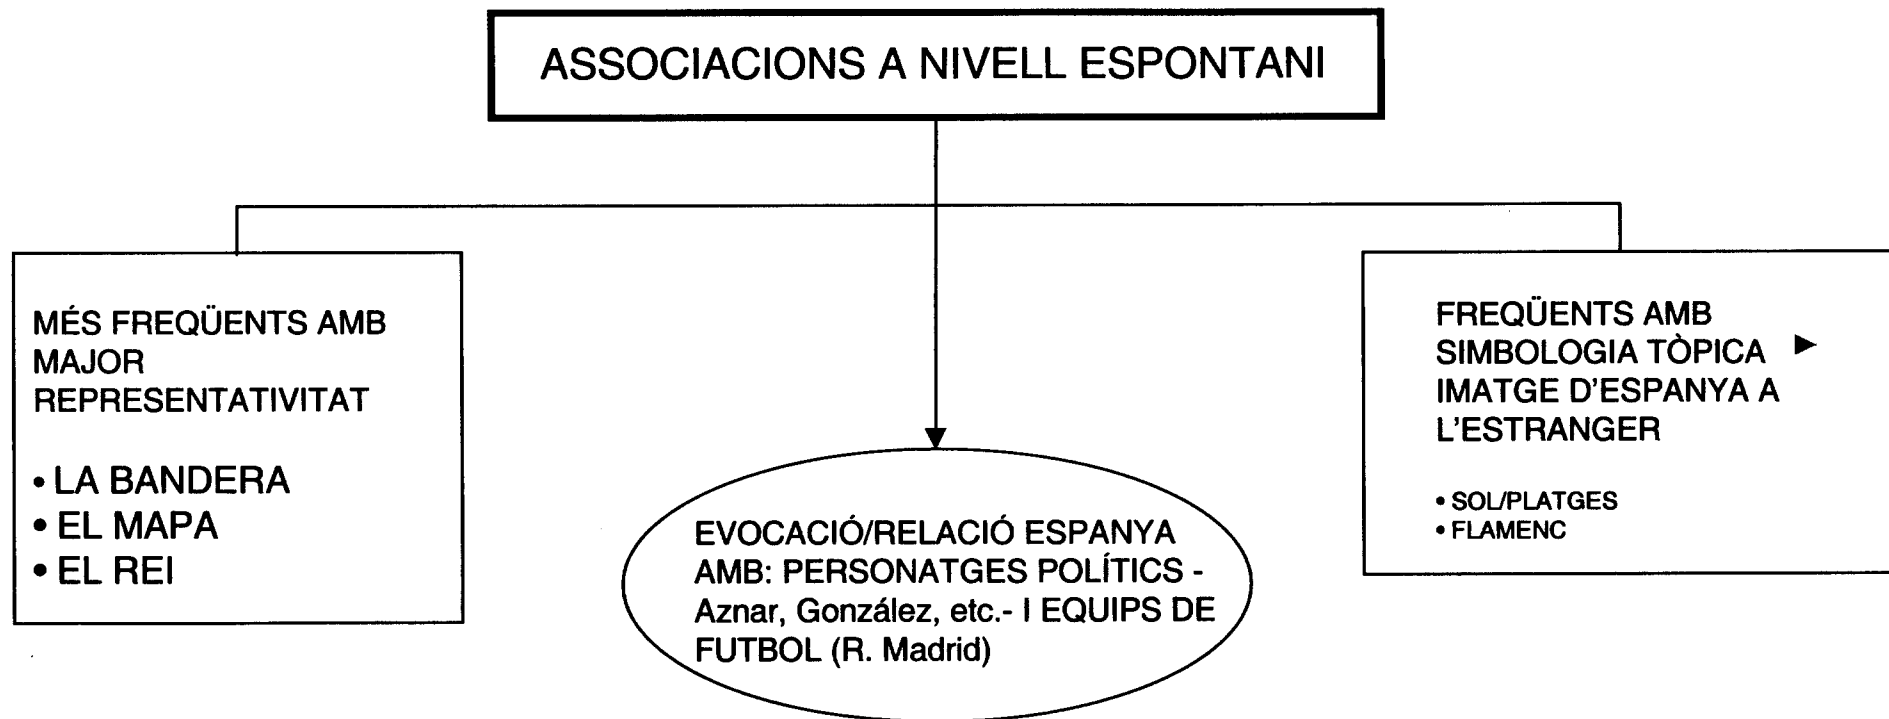 ASSOCIACIONS A NIVELL ESPONTANI
MÉS FREQÜENTS AMB
MAJOR
REPRESENTATIVITAT
• LA BANDERA
• EL MAPA
• EL REI
EVOCACIÓ/RELACIÓ ESPANYA
AMB: PERSONATGES POLÍTICS -
Aznar, González, etc.- I EQUIPS DE
FUTBOL (R. Madrid)
FREQÜENTS AMB
SIMBOLOGIA TÒPICA ►
IMATGE D'ESPANYA A
L'ESTRANGER
• SOL/PLATGES
• FLAMENC